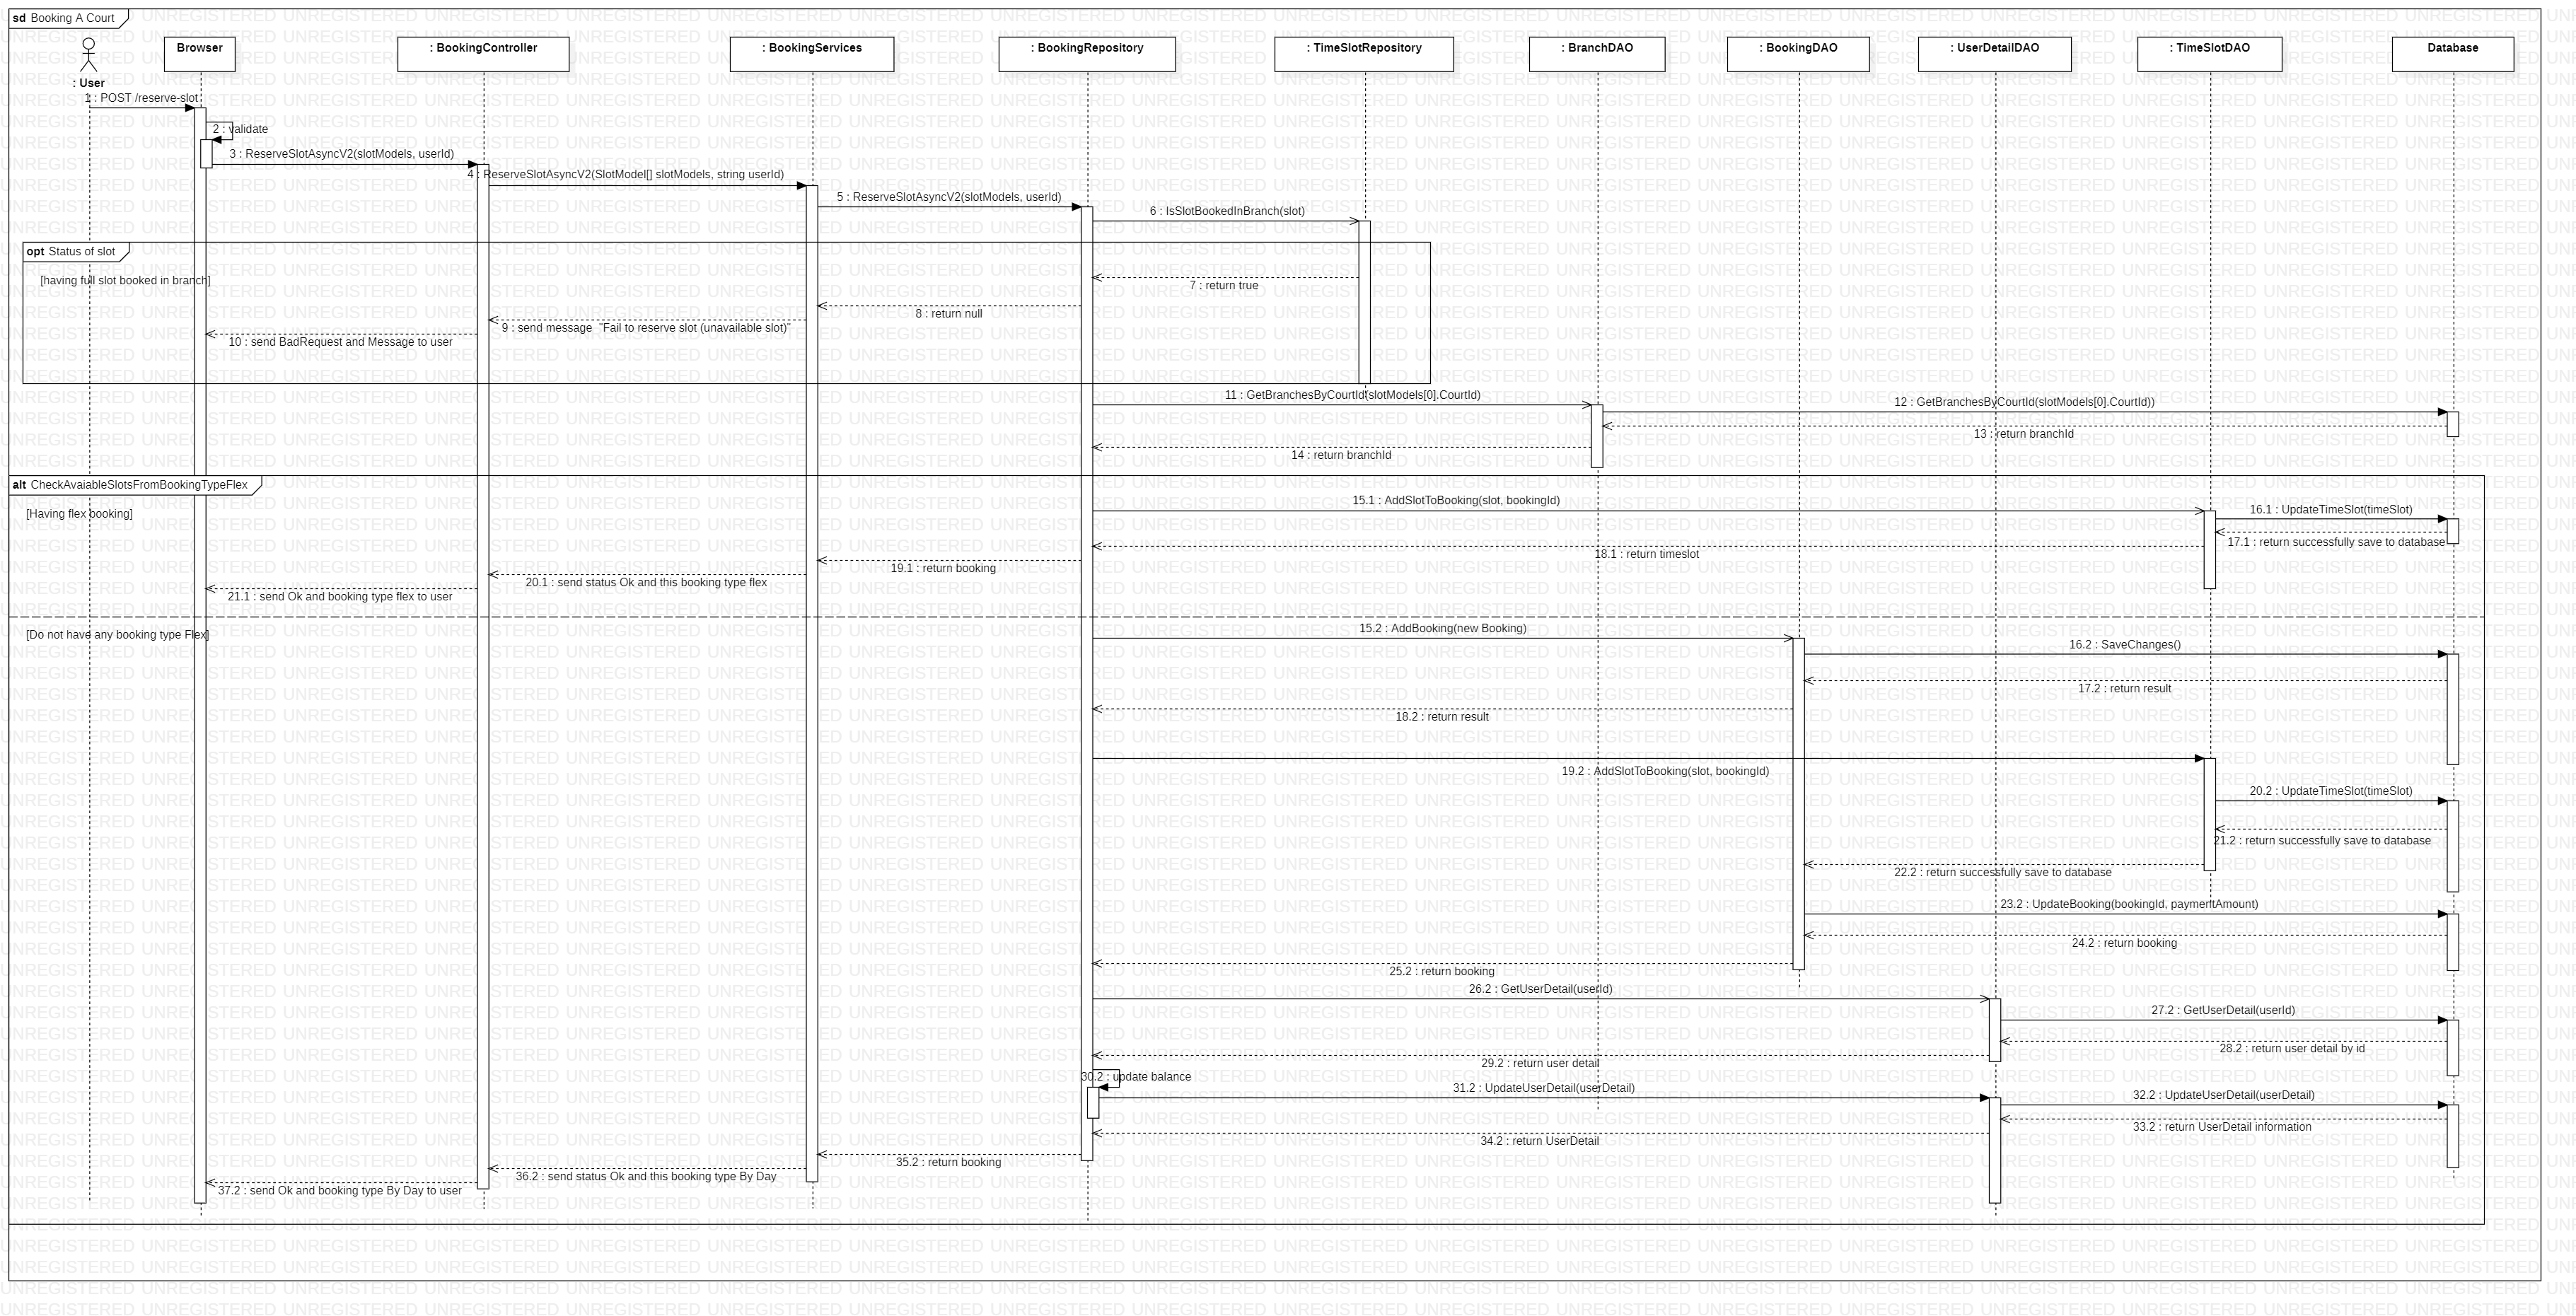 sd Booking A Court
: User
Browser
: BookingController
: BookingServices
: BookingRepository
: TimeSlotRepository
: BranchDAO
: BookingDAO
: UserDetailDAO
: TimeSlotDAO
Database
1 : POST /reserve-slot
2 : validate
3 : ReserveSlotAsyncV2(slotModels, userId)
4 : ReserveSlotAsyncV2(SlotModel[] slotModels, string userId)
5 : ReserveSlotAsyncV2(slotModels, userId)
6 : IsSlotBookedInBranch(slot)
opt Status of slot
[having full slot booked in branch]
7 : return true
8 : return null
9 : send message "Fail to reserve slot (unavailable slot)"
10 : send BadRequest and Message to user
11 : GetBranchesByCourtId(slotModels[0].CourtId)
12 : GetBranchesByCourtId(slotModels[0].CourtId))
13 : return branchId
14 : return branchId
alt CheckAvaiableSlotsFromBookingTypeFlex
[Having flex booking]
15.1 : AddSlotToBooking(slot, bookingId)
16.1 : UpdateTimeSlot(timeSlot)
17.1 : return successfully save to database
18.1 : return timeslot
19.1 : return booking
20.1 : send status Ok and this booking type flex
21.1 : send Ok and booking type flex to user
[Do not have any booking type Flex]
15.2 : AddBooking(new Booking)
16.2 : SaveChanges()
17.2 : return result
18.2 : return result
19.2 : AddSlotToBooking(slot, bookingId)
20.2 : UpdateTimeSlot(timeSlot)
21.2 : return successfully save to database
22.2 : return successfully save to database
23.2 : UpdateBooking(bookingId, paymentAmount)
24.2 : return booking
25.2 : return booking
26.2 : GetUserDetail(userId)
27.2 : GetUserDetail(userId)
28.2 : return user detail by id
29.2 : return user detail
30.2 : update balance
31.2 : UpdateUserDetail(userDetail)
32.2 : UpdateUserDetail(userDetail)
33.2 : return UserDetail information
34.2 : return UserDetail
35.2 : return booking
36.2 : send status Ok and this booking type By Day
37.2 : send Ok and booking type By Day to user
UNREGISTERED